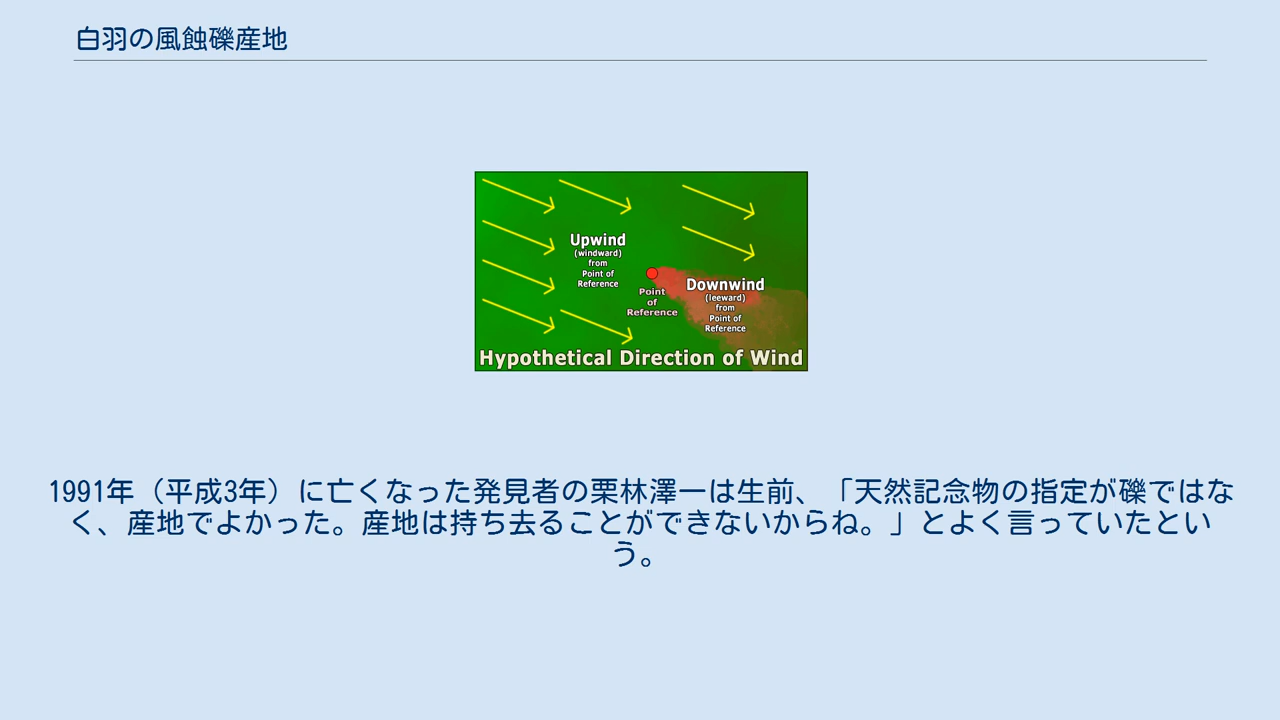 白羽の風蝕礫産地
Upwind
(windward)
from
Point of
Reference
Point
of
Reference
Downwind
(leeward)
from
Point of
Reference
Hypothetical Direction of Wind
1991年（平成3年）に亡くなった発見者の栗林澤一は生前、「天然記念物の指定が礫ではな
く、産地でよかった。産地は持ち去ることができないからね。」とよく言っていたとい
う。